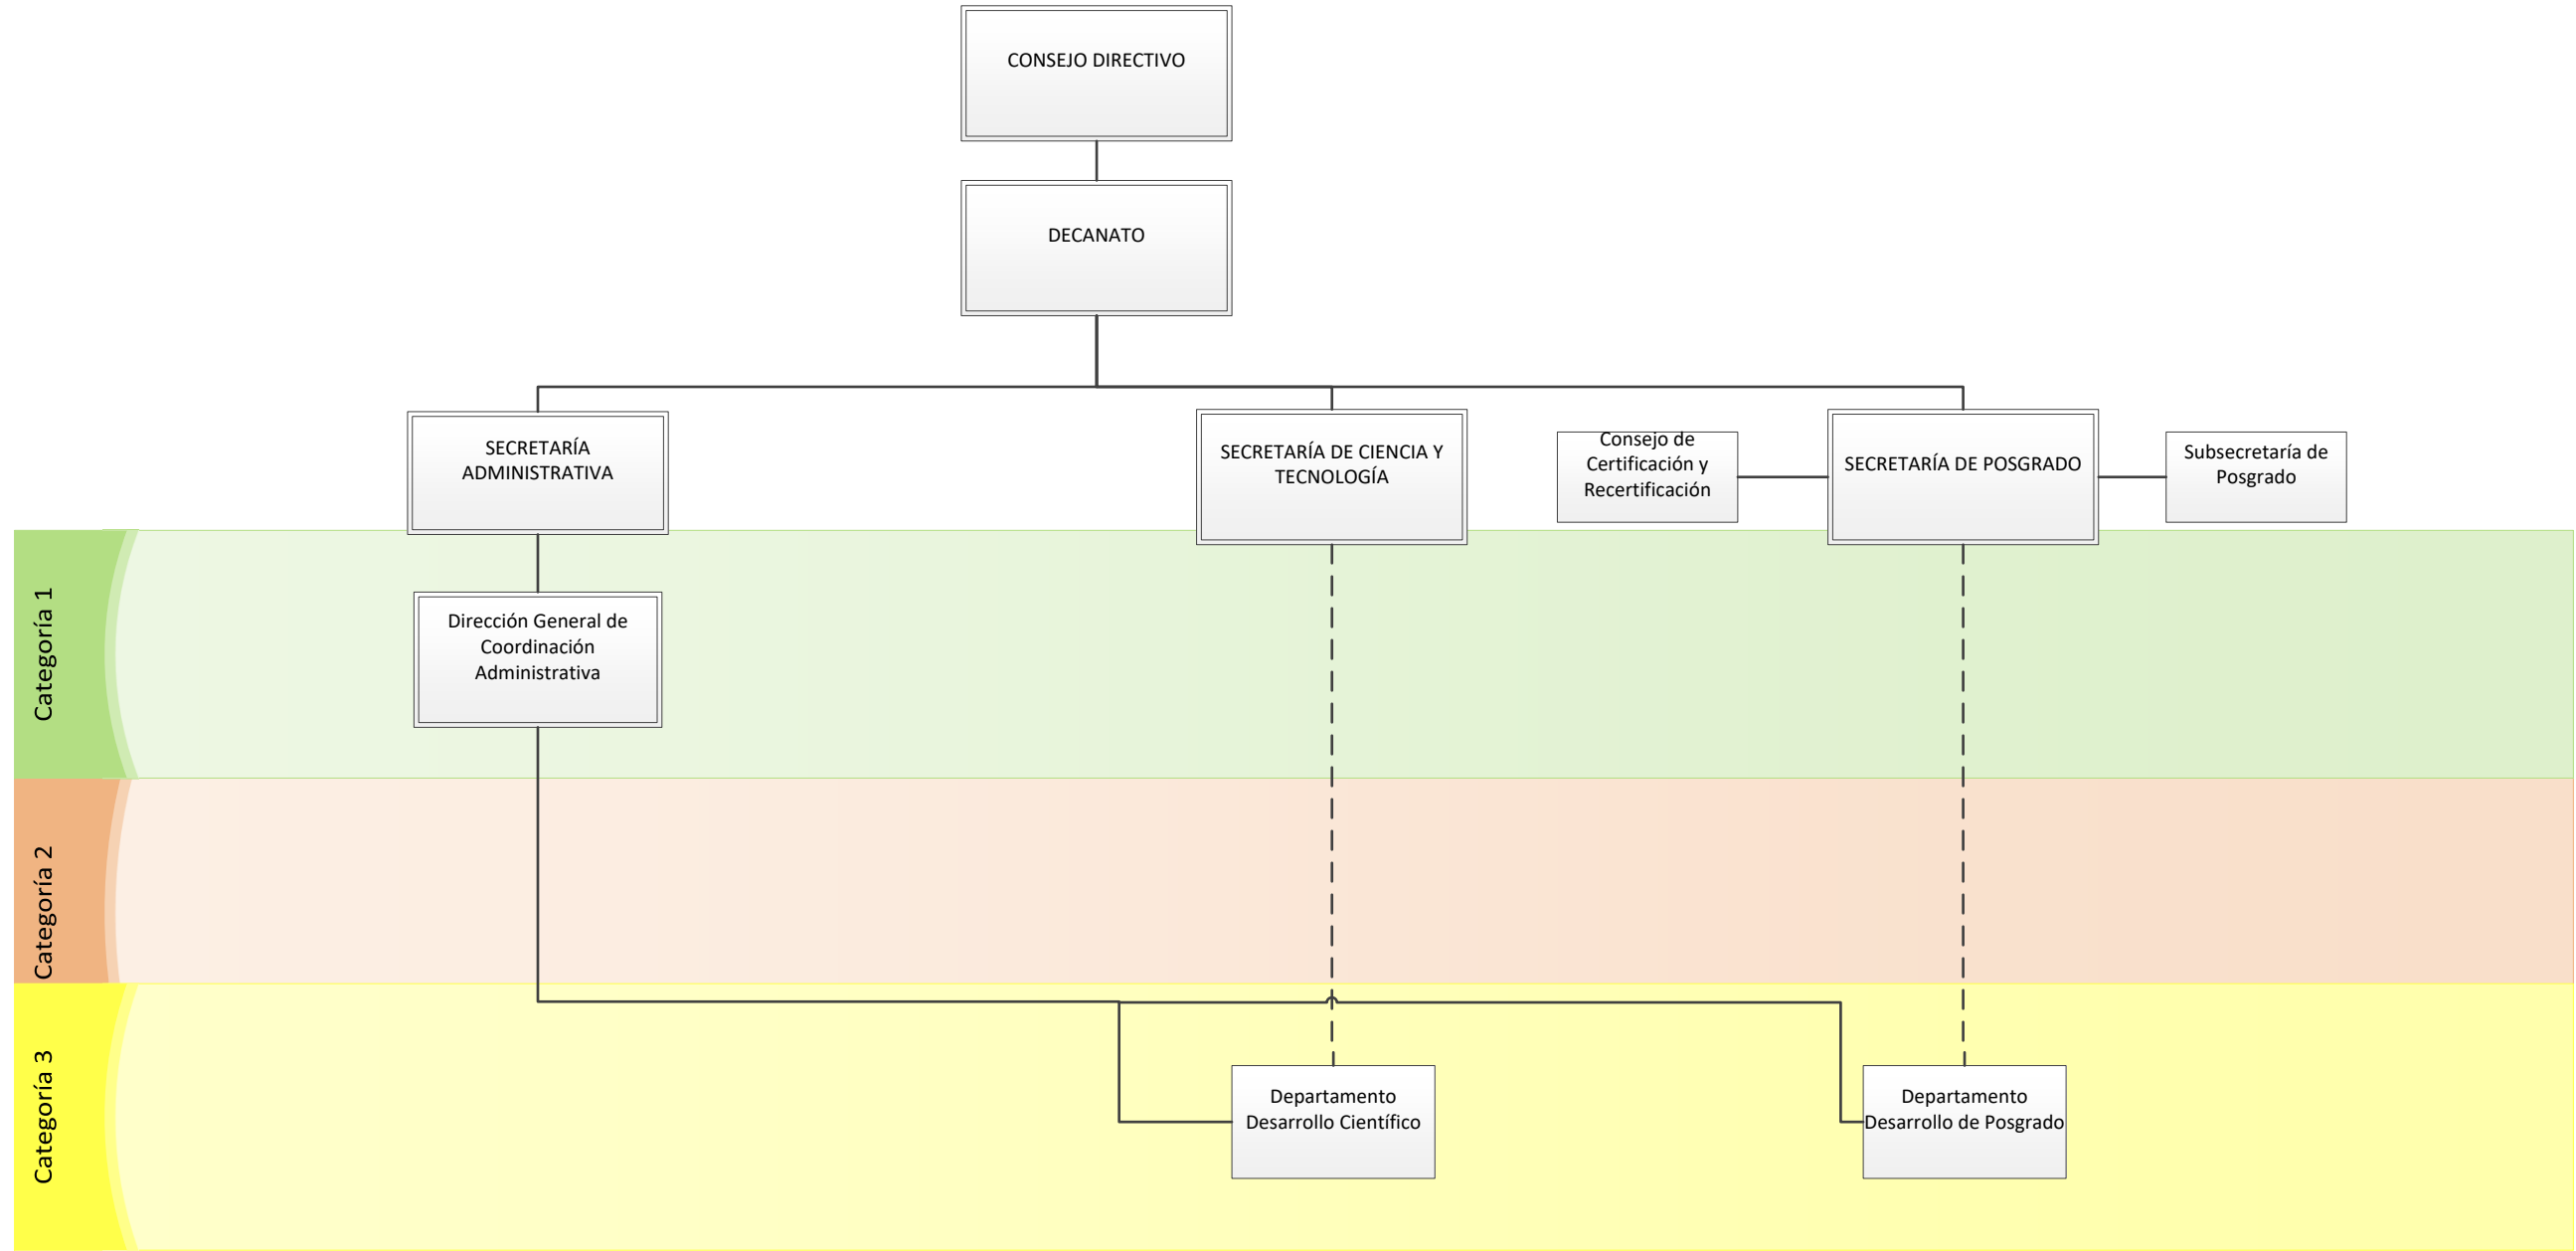 CONSEJO DIRECTIVO
DECANATO
SECRETARÍA
ADMINISTRATIVA
SECRETARÍA DE CIENCIA Y
TECNOLOGÍA
Consejo de
Certificación y
Recertificación
SECRETARÍA DE POSGRADO
Subsecretaría de
Posgrado
Categoría 1
Dirección General de
Coordinación
Administrativa
Categoría 2
Categoría 3
Departamento
Desarrollo Científico
Departamento
Desarrollo de Posgrado